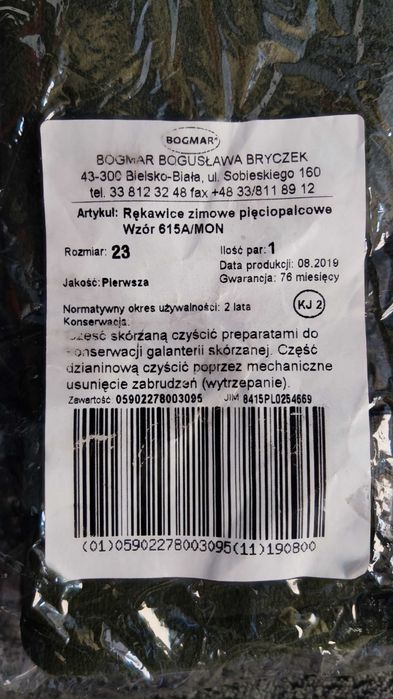 BOGMAR
BOGMAR BOGUSŁAWA BRYCZEK
43-300 Bielsko-Biała, ul. Sobieskiego 160
tel. 33 812 32 48 fax +48 33/811 89 12
Artykuł: Rękawice zimowe pięciopalcowe
Wzór 615A/MON
Rozmiar: 23 Ilość par: 1
Data produkcji: 08.2019
Jakość: Pierwsza Gwarancja: 76 miesięcy
Normatywny okres używalności: 2 lata KJ 2
Konserwacja.
Część skórzaną czyścić preparatami do
konserwacji galanterii skórzanej. Część
dzianinową czyścić poprzez mechaniczne
usunięcie zabrudzeń (wytrzepanie).
Zawartość 05902278003095 JIM 8415PL0254669
(01)05902278003095(11)190800